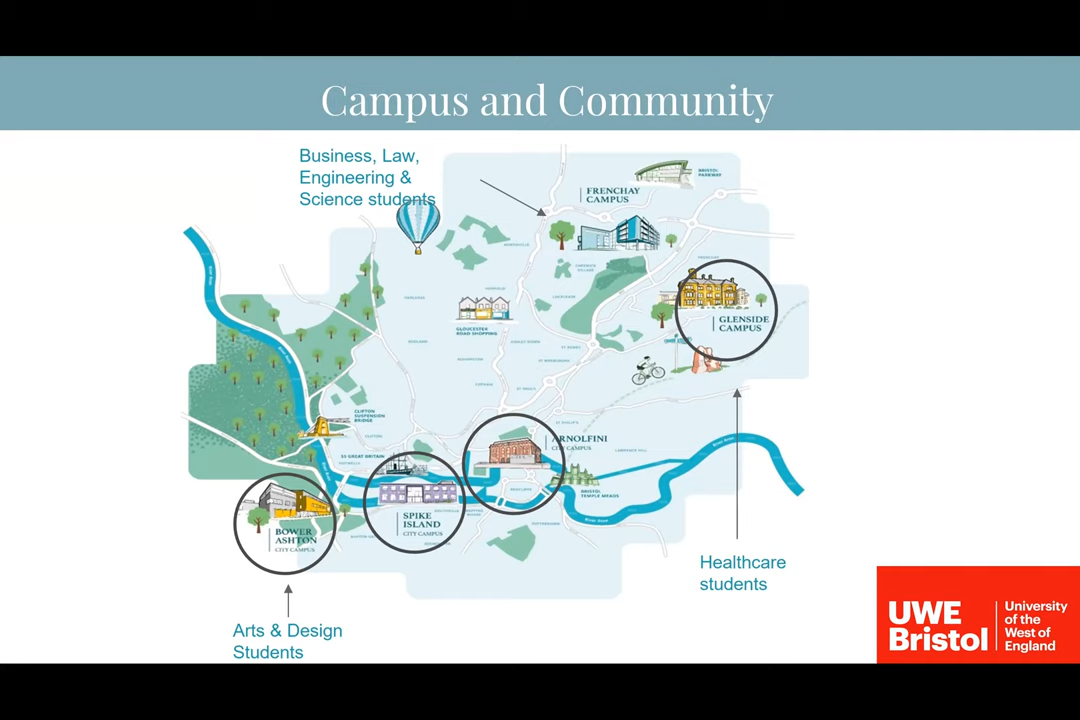 Campus and Community
Business, Law,
Engineering &
Science students
FRENCHAY
CAMPUS
BRISTOL
PARKWAY
GLENSIDE
CAMPUS
GLOUCESTER
ROAD SHOPPING
CLIFTON
SUSPENSION
BRIDGE
CLIFTON
SS GREAT BRITAIN
ARNOLFINI
CITY CAMPUS
BRISTOL
TEMPLE MEADS
SPIKE
ISLAND
CITY CAMPUS
BOWER
ASHTON
CITY CAMPUS
Healthcare
students
Arts & Design
Students
UWE
Bristol
University
of the
West of
England